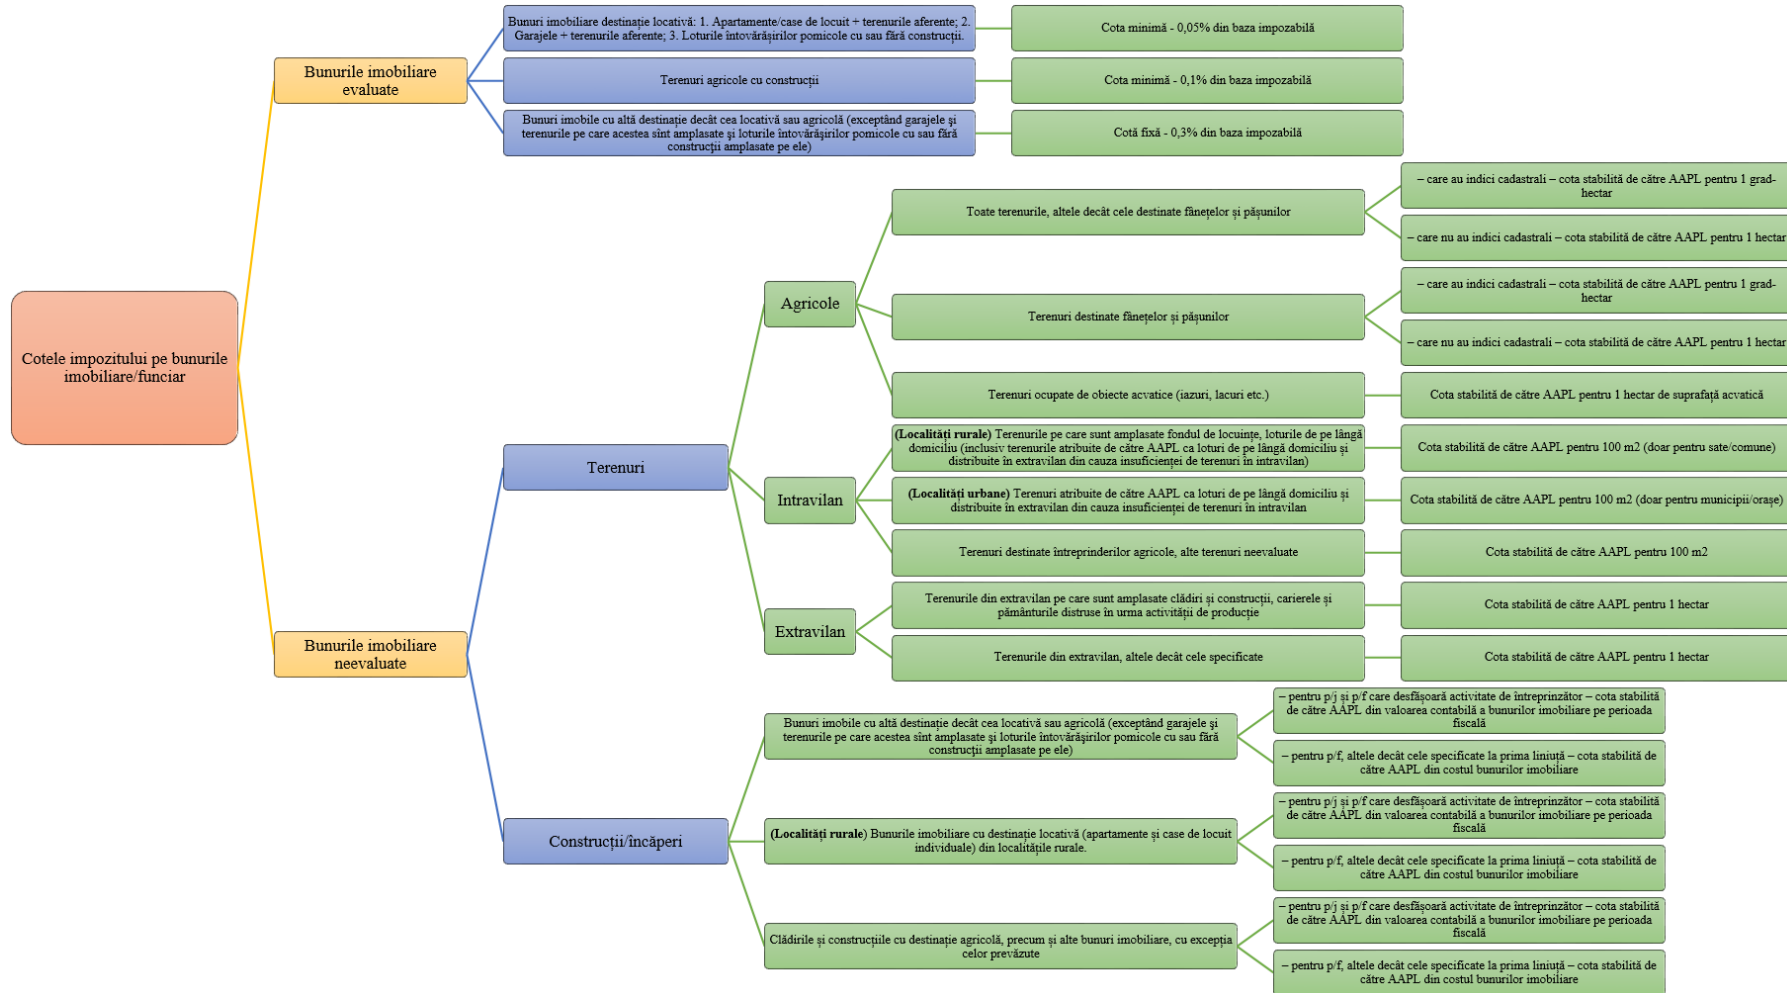 Cotele impozitului pe bunurile
imobiliare/funciar
Bunurile imobiliare
evaluate
Bunuri imobiliare destinație locativă: 1. Apartamente/case de locuit + terenurile aferente; 2.
Garajele + terenurile aferente; 3. Loturile întovărășirilor pomicole cu sau fără construcții.
Cota minimă - 0,05% din baza impozabilă
Terenuri agricole cu construcții
Cota minimă - 0,1% din baza impozabilă
Bunuri imobile cu altă destinație decât cea locativă sau agricolă (exceptând garajele şi
terenurile pe care acestea sînt amplasate şi loturile întovărăşirilor pomicole cu sau fără
construcţii amplasate pe ele)
Cotă fixă - 0,3% din baza impozabilă
Bunurile imobiliare
neevaluate
Terenuri
Agricole
Toate terenurile, altele decât cele destinate fânețelor și pășunilor
– care au indici cadastrali – cota stabilită de către AAPL pentru 1 grad-
hectar
– care nu au indici cadastrali – cota stabilită de către AAPL pentru 1 hectar
Terenuri destinate fânețelor și pășunilor
– care au indici cadastrali – cota stabilită de către AAPL pentru 1 grad-
hectar
– care nu au indici cadastrali – cota stabilită de către AAPL pentru 1 hectar
Terenuri ocupate de obiecte acvatice (iazuri, lacuri etc.)
Cota stabilită de către AAPL pentru 1 hectar de suprafață acvatică
Intravilan
(Localități rurale) Terenurile pe care sunt amplasate fondul de locuințe, loturile de pe lângă
domiciliu (inclusiv terenurile atribuite de către AAPL ca loturi de pe lângă domiciliu și
distribuite în extravilan din cauza insuficienței de terenuri în intravilan)
Cota stabilită de către AAPL pentru 100 m2 (doar pentru sate/comune)
(Localități urbane) Terenuri atribuite de către AAPL ca loturi de pe lângă domiciliu și
distribuite în extravilan din cauza insuficienței de terenuri în intravilan
Cota stabilită de către AAPL pentru 100 m2 (doar pentru municipii/orașe)
Terenuri destinate întreprinderilor agricole, alte terenuri neevaluate
Cota stabilită de către AAPL pentru 100 m2
Extravilan
Terenurile din extravilan pe care sunt amplasate clădiri și construcții, carierele și
pământurile distruse în urma activității de producție
Cota stabilită de către AAPL pentru 1 hectar
Terenurile din extravilan, altele decât cele specificate
Cota stabilită de către AAPL pentru 1 hectar
Construcții/încăperi
Bunuri imobile cu altă destinație decât cea locativă sau agricolă (exceptând garajele şi
terenurile pe care acestea sînt amplasate şi loturile întovărăşirilor pomicole cu sau fără
construcţii amplasate pe ele)
– pentru p/j și p/f care desfășoară activitate de întreprinzător – cota stabilită
de către AAPL din valoarea contabilă a bunurilor imobiliare pe perioada
fiscală
– pentru p/f, altele decât cele specificate la prima liniuță – cota stabilită de
către AAPL din costul bunurilor imobiliare
(Localități rurale) Bunurile imobiliare cu destinație locativă (apartamente și case de locuit
individuale) din localitățile rurale.
– pentru p/j și p/f care desfășoară activitate de întreprinzător – cota stabilită
de către AAPL din valoarea contabilă a bunurilor imobiliare pe perioada
fiscală
– pentru p/f, altele decât cele specificate la prima liniuță – cota stabilită de
către AAPL din costul bunurilor imobiliare
Clădirile și construcțiile cu destinație agricolă, precum și alte bunuri imobiliare, cu excepția
celor prevăzute
– pentru p/j și p/f care desfășoară activitate de întreprinzător – cota stabilită
de către AAPL din valoarea contabilă a bunurilor imobiliare pe perioada
fiscală
– pentru p/f, altele decât cele specificate la prima liniuță – cota stabilită de
către AAPL din costul bunurilor imobiliare